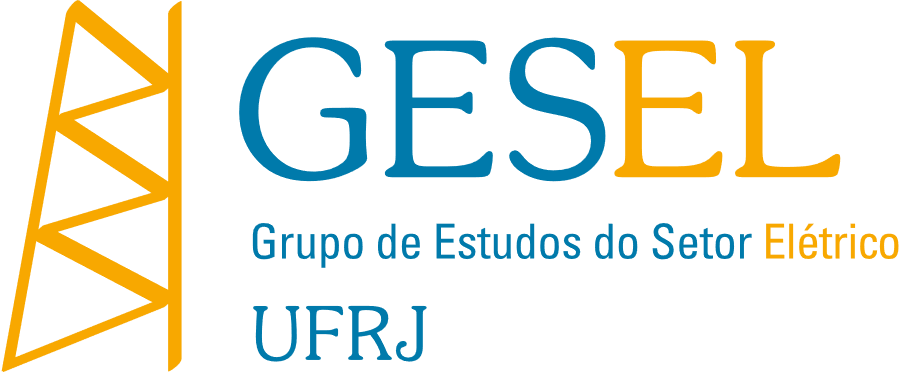 GESEL
Grupo de Estudos do Setor Elétrico
UFRJ